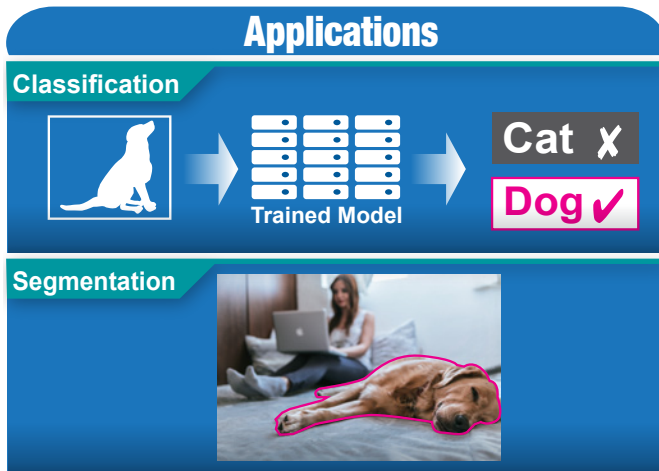 Applications
Classification
Trained Model
Cat ✘
Dog ✔
Segmentation